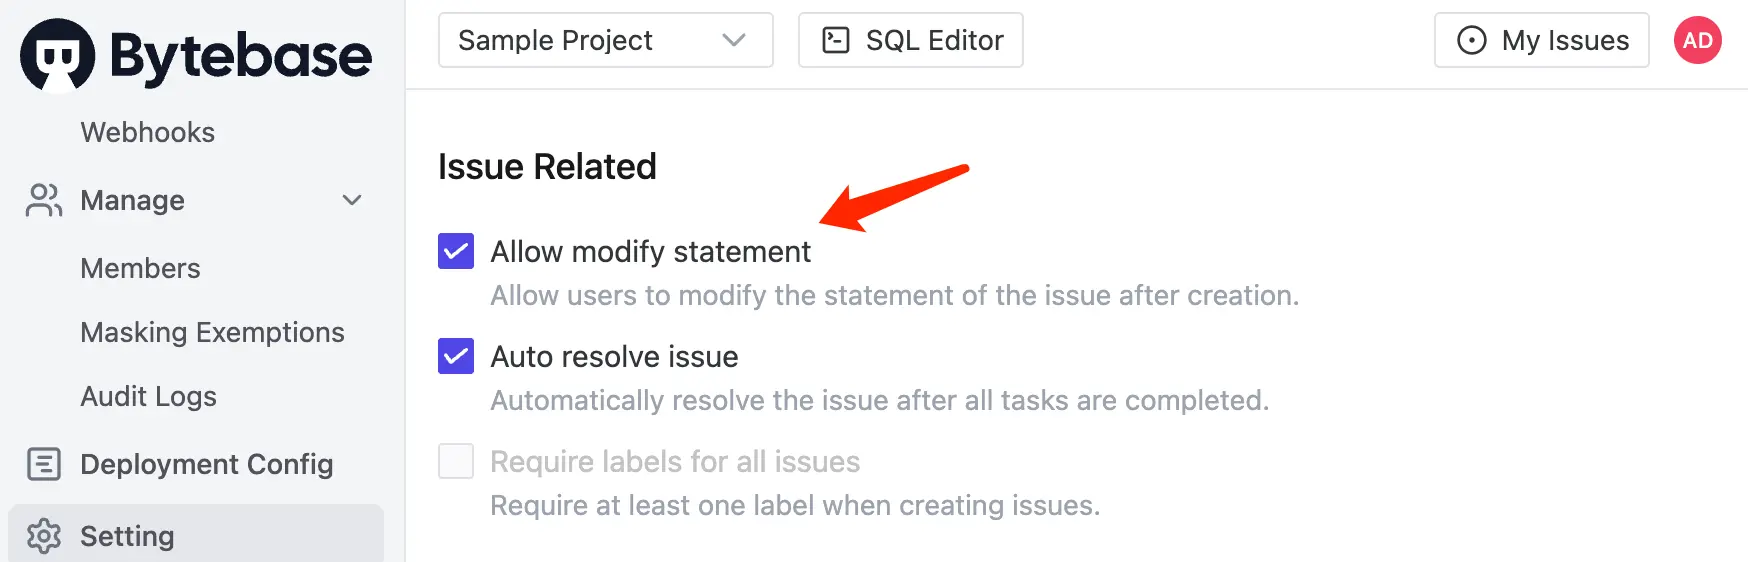 Bytebase
Sample Project
SQL Editor
My Issues
AD
Webhooks
Manage
Members
Masking Exemptions
Audit Logs
Deployment Config
Setting
Issue Related
Allow modify statement
Allow users to modify the statement of the issue after creation.
Auto resolve issue
Automatically resolve the issue after all tasks are completed.
Require labels for all issues
Require at least one label when creating issues.